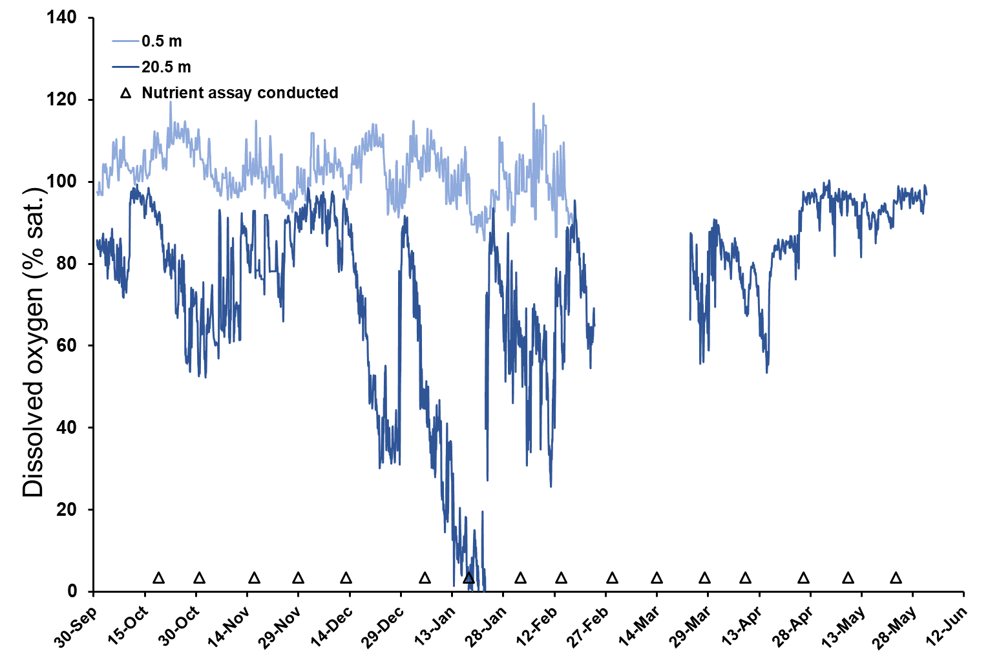 140
120
100
80
60
40
20
0
Dissolved oxygen (% sat.)
0.5 m
20.5 m
Nutrient assay conducted
30-Sep
15-Oct
30-Oct
14-Nov
29-Nov
14-Dec
29-Dec
13-Jan
28-Jan
12-Feb
27-Feb
14-Mar
29-Mar
13-Apr
28-Apr
13-May
28-May
12-Jun